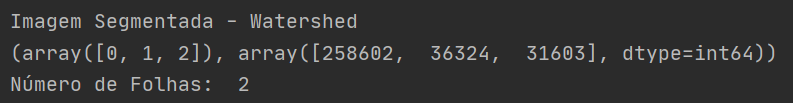 Imagem Segmentada - Watershed
(array([0, 1, 2]), array([258602,  36324,  31603], dtype=int64))
Número de Folhas:  2